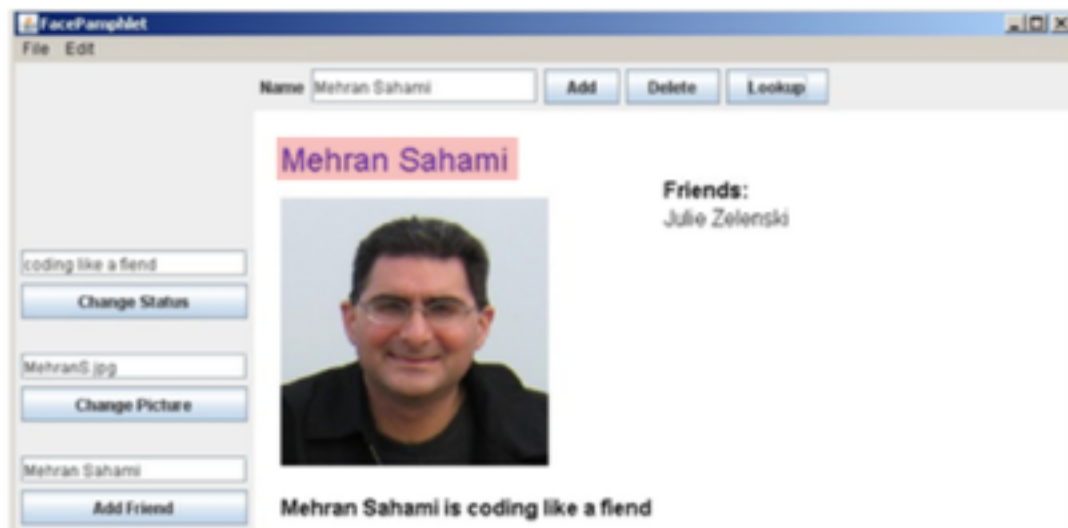 FacePamphlet
File Edit
Name Mehran Sahami Add Delete Lookup
Mehran Sahami
Friends:
Julie Zelenski
coding like a fiend
Change Status
MehranS.jpg
Change Picture
Mehran Sahami
Add Friend
Mehran Sahami is coding like a fiend